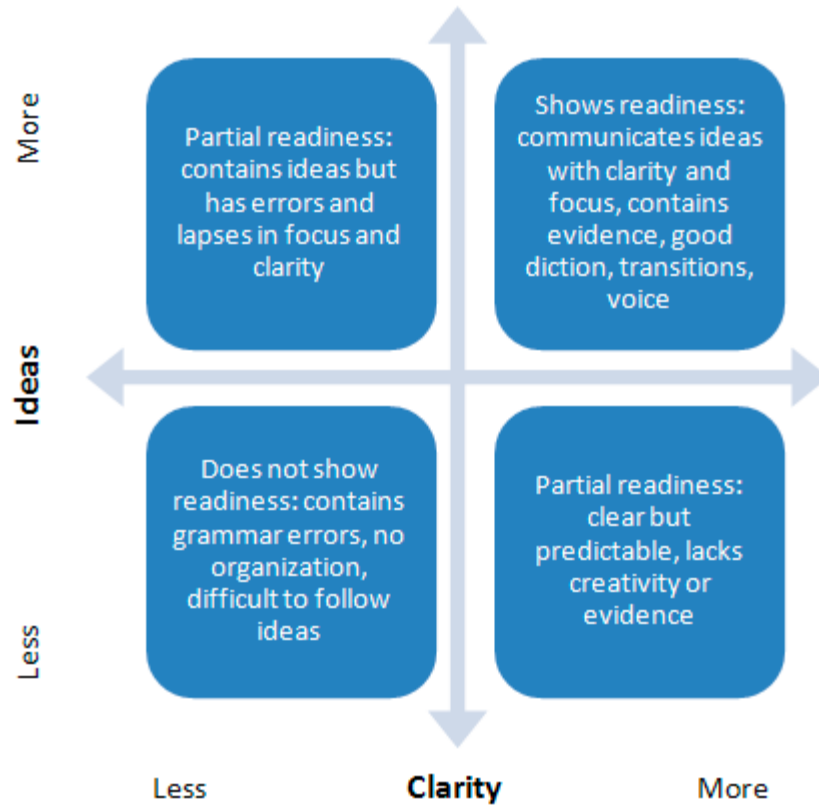 More
Partial readiness:
contains ideas but
has errors and
lapses in focus and
clarity
Shows readiness:
communicates ideas
with clarity and
focus, contains
evidence, good
diction, transitions,
voice
Ideas
Does not show
readiness: contains
grammar errors, no
organization,
difficult to follow
ideas
Partial readiness:
clear but
predictable, lacks
creativity or
evidence
Less
Less
Clarity
More